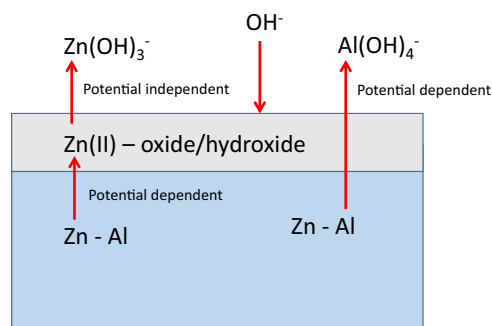 OH⁻
Zn(OH)₃⁻
Al(OH)₄⁻
Potential independent
Potential dependent
Zn(II) – oxide/hydroxide
Potential dependent
Zn - Al
Zn - Al